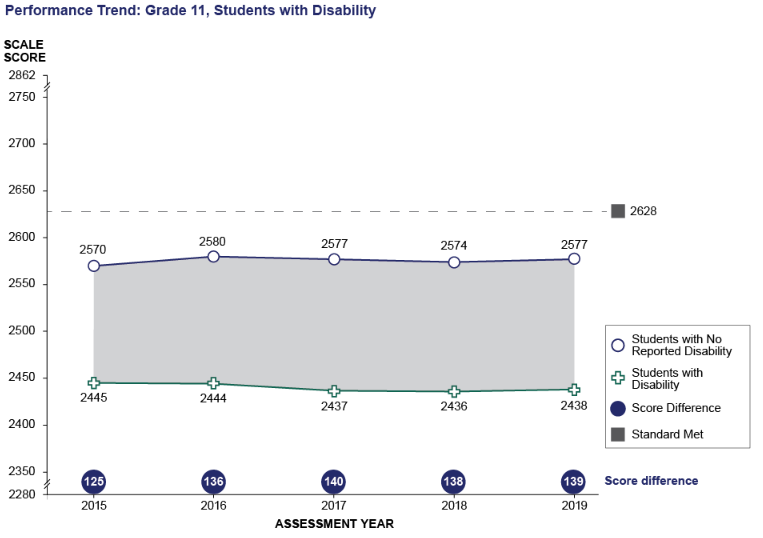 Performance Trend: Grade 11, Students with Disability
SCALE
SCORE
2862
2750
2700
2650
2628
2600
2570
2580
2577
2574
2577
2550
2500
2450
2445
2444
2437
2436
2438
2400
2350
2280
125
136
140
138
139
Score difference
2015
2016
2017
2018
2019
ASSESSMENT YEAR
Students with No
Reported Disability
Students with
Disability
Score Difference
Standard Met